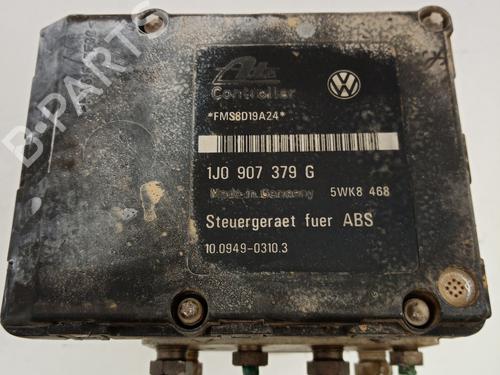 Ate
Controller
*FMS8D19A24*
1J0 907 379 G
Made in Germany 5WK8 468
Steuergeraet fuer ABS
10.0949-0310.3
B-PARTS